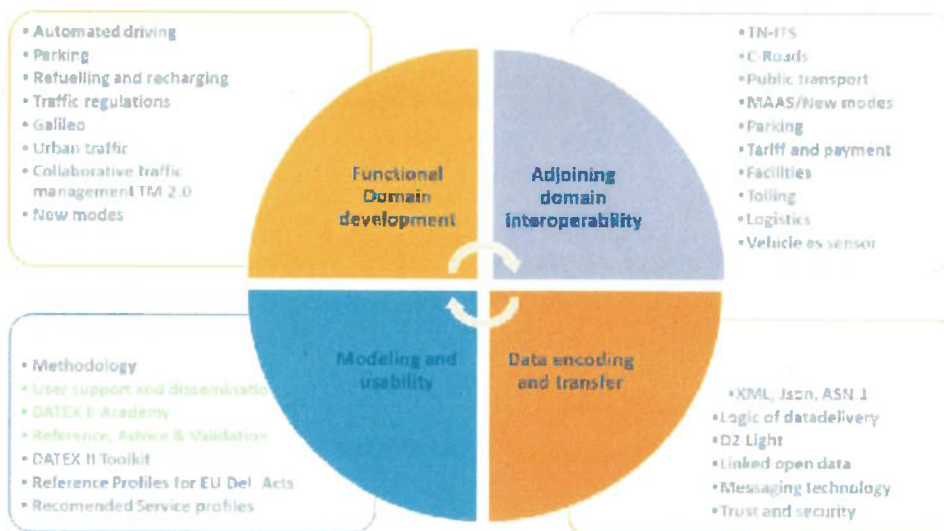 • Automated driving
• Parking
• Refuelling and recharging
• Traffic regulations
• Galileo
• Urban traffic
• Collaborative traffic
management TM 2.0
• New modes
Functional
Domain
development
Adjoining
domain
interoperability
• TN-ITS
• C-Roads
• Public transport
• MAAS/New modes
• Parking
• Tariff and payment
• Facilities
• Tolling
• Logistics
• Vehicle as sensor
• Methodology
• User support and dissemination
• DATEX II Academy
• Reference, Advice & Validation
• DATEX II Toolkit
• Reference Profiles for EU Del. Acts
• Recomended Service profiles
Modeling and
usability
Data encoding
and transfer
• XML, Json, ASN.1
• Logic of datadelivery
• D2 Light
• Linked open data
• Messaging technology
• Trust and security